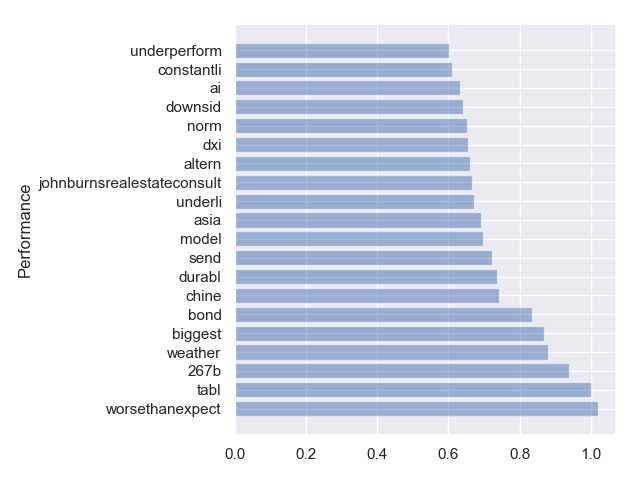 underperform
constantli
ai
downsid
norm
dxi
altern
johnburnsrealestateconsult
underli
asia
model
send
durabl
chine
bond
biggest
weather
267b
tabl
worsethanexpect
Performance
0.0 0.2 0.4 0.6 0.8 1.0